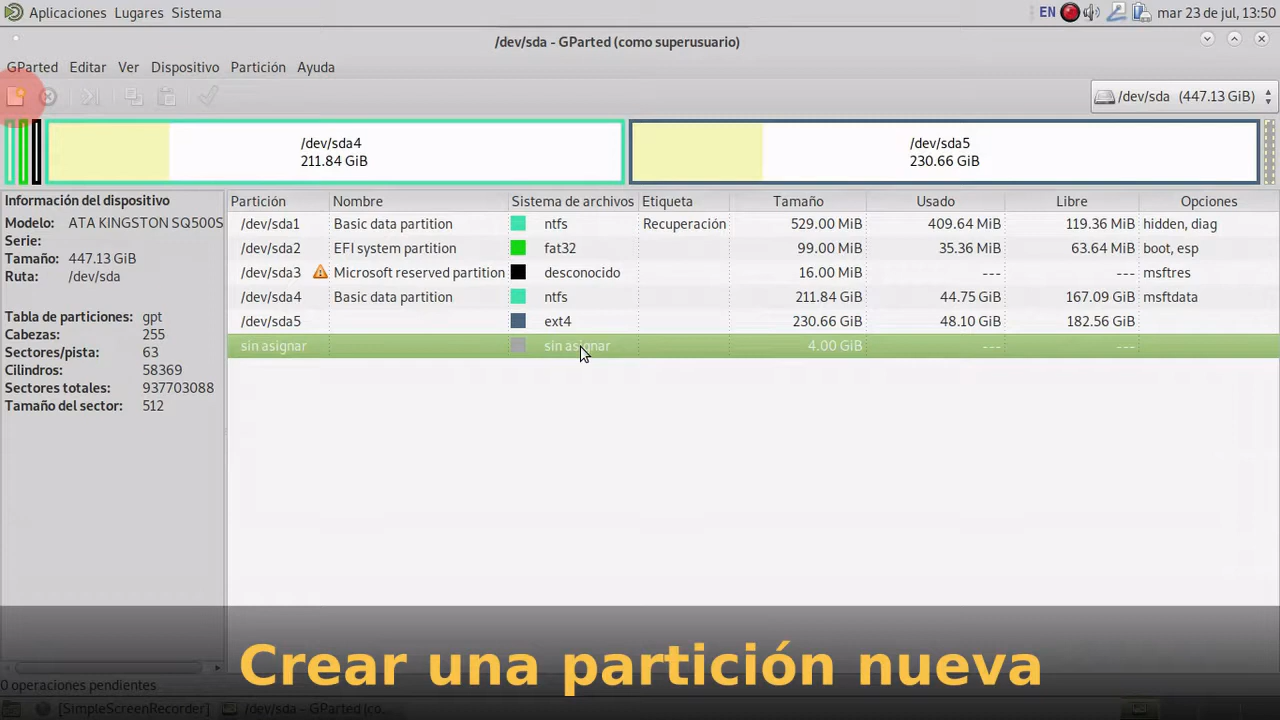 Aplicaciones Lugares Sistema EN mar 23 de jul, 13:50
/dev/sda - GParted (como superusuario)
GParted Editar Ver Dispositivo Partición Ayuda
/dev/sda (447.13 GiB)
/dev/sda4
211.84 GiB
/dev/sda5
230.66 GiB
Información del dispositivo
Modelo: ATA KINGSTON SQ500S
Serie:
Tamaño: 447.13 GiB
Ruta: /dev/sda
Tabla de particiones: gpt
Cabezas: 255
Sectores/pista: 63
Cilindros: 58369
Sectores totales: 937703088
Tamaño del sector: 512
Partición Nombre Sistema de archivos Etiqueta Tamaño Usado Libre Opciones
/dev/sda1 Basic data partition ntfs Recuperación 529.00 MiB 409.64 MiB 119.36 MiB hidden, diag
/dev/sda2 EFI system partition fat32 99.00 MiB 35.36 MiB 63.64 MiB boot, esp
/dev/sda3 Microsoft reserved partition desconocido 16.00 MiB --- --- msftres
/dev/sda4 Basic data partition ntfs 211.84 GiB 44.75 GiB 167.09 GiB msftdata
/dev/sda5 ext4 230.66 GiB 48.10 GiB 182.56 GiB
sin asignar sin asignar 4.00 GiB --- ---
Crear una partición nueva
0 operaciones pendientes
[SimpleScreenRecorder] /dev/sda - GParted (co...